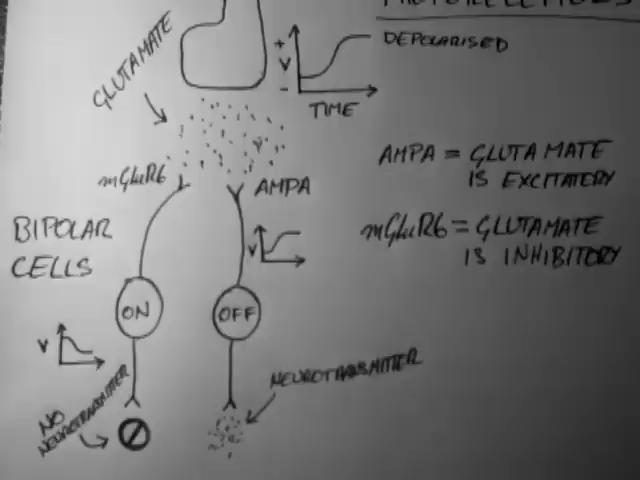 PHOTORECEPTORS
GLUTAMATE
+
V
-
DEPOLARISED
TIME
mGluR6
AMPA
AMPA = GLUTAMATE
IS EXCITATORY
mGluR6 = GLUTAMATE
IS INHIBITORY
BIPOLAR
CELLS
V
ON
OFF
V
NEUROTRANSMITTER
NO
NEUROTRANSMITTER